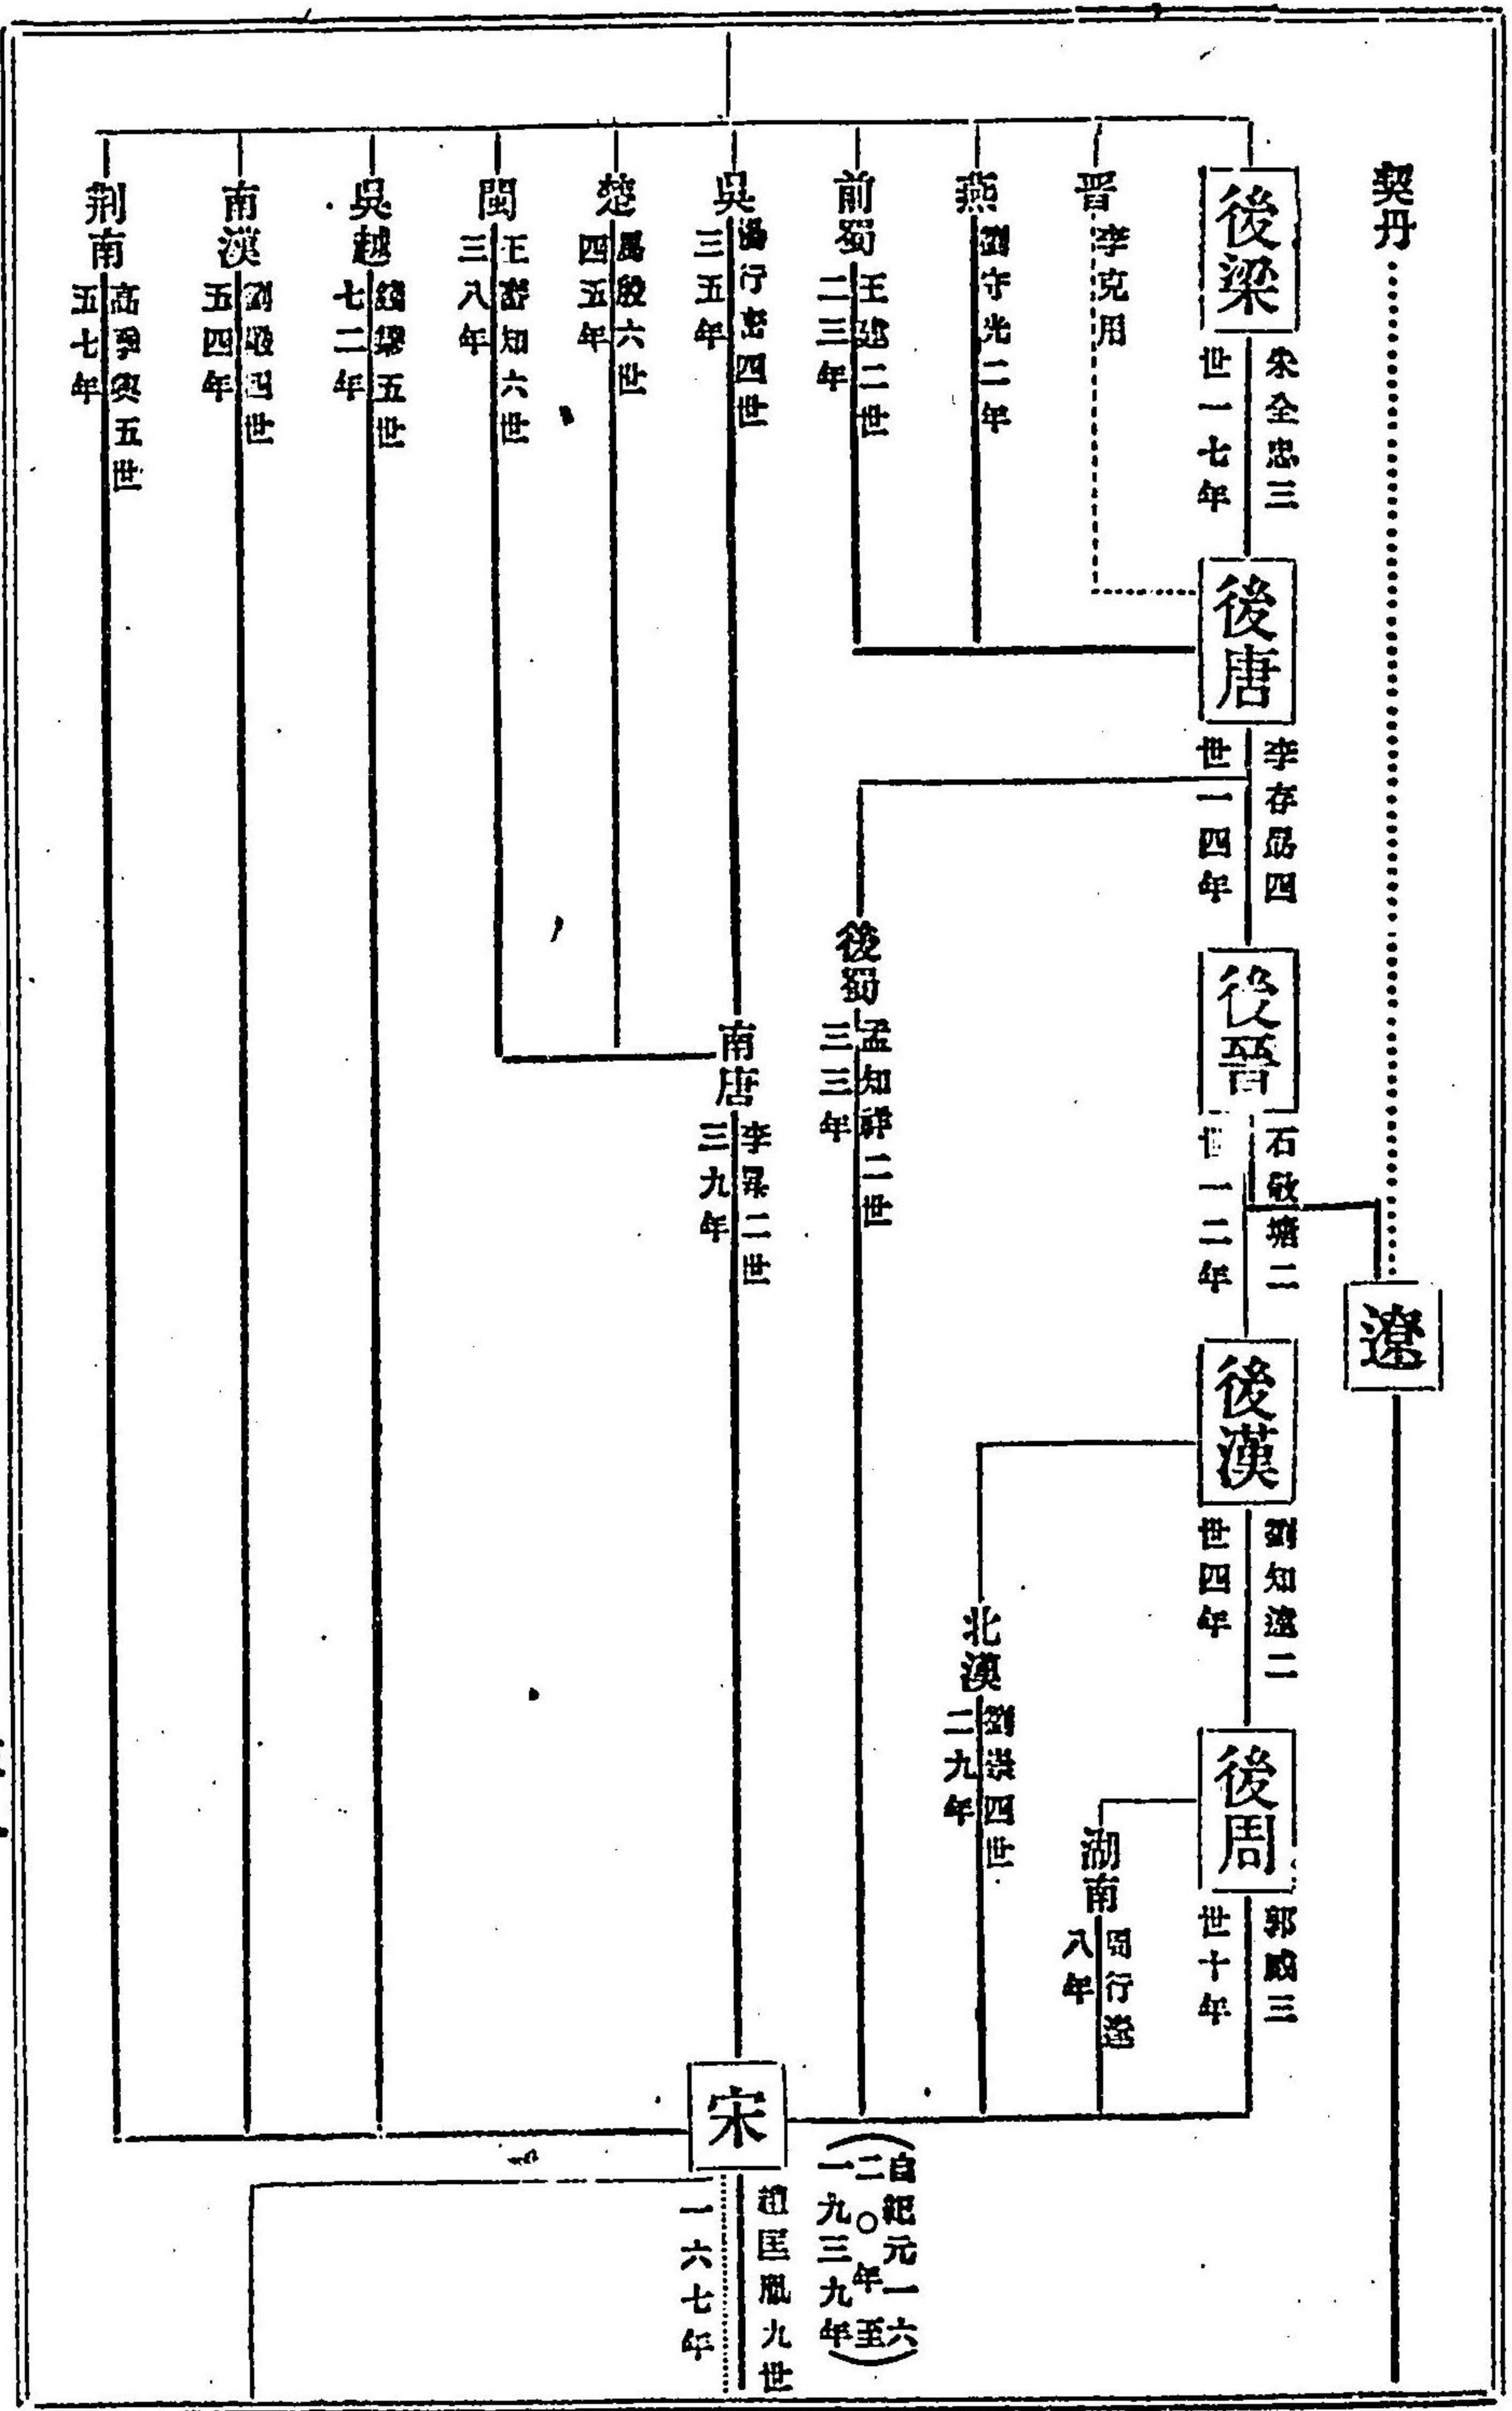 契丹
遼
後梁
朱全忠三
世一七年
後唐
李存勗四
世一四年
後晉
石敬塘二
世一二年
後漢
劉知遠二
世四年
後周
郭威三
世十年
晋
李克用
湖南
周行逢
八年
燕
劉守光二年
北漢
劉崇四世
二九年
前蜀
王建二世
二三年
後蜀
孟知祥二世
三三年
吳
楊行密四世
三五年
南唐
李昇二世
三九年
宋
(自紀元一六
二〇年至
一九三九年)
趙匡胤九世
一六七年
楚
馬殷六世
四五年
閩
王審知六世
三八年
吳越
錢鏐五世
七二年
南漢
劉 四世
五四年
荆南
高季興五世
五七年